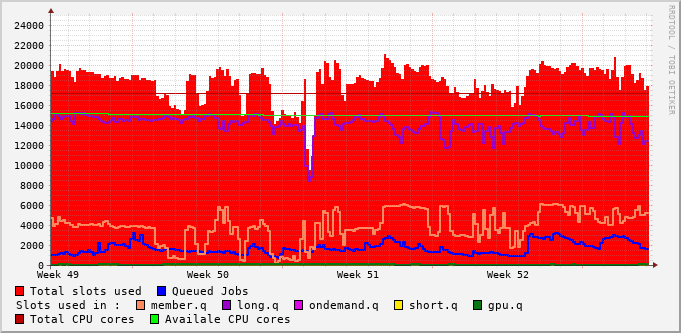 24000
22000
20000
18000
16000
14000
12000
10000
8000
6000
4000
2000
0
Week 49 Week 50 Week 51 Week 52
Total slots used Queued Jobs
Slots used in : member.q long.q ondemand.q short.q gpu.q
Total CPU cores Availale CPU cores
RRDTOOL / TOBI OETIKER